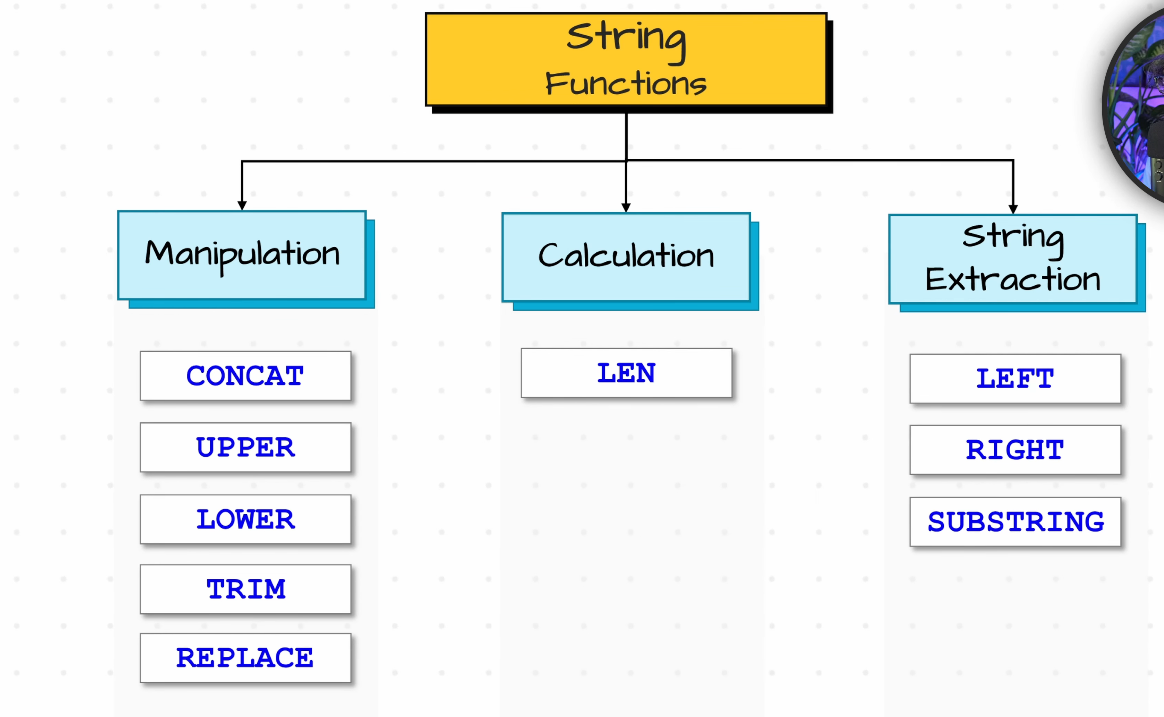 String
Functions
Manipulation
CONCAT
UPPER
LOWER
TRIM
REPLACE
Calculation
LEN
String
Extraction
LEFT
RIGHT
SUBSTRING